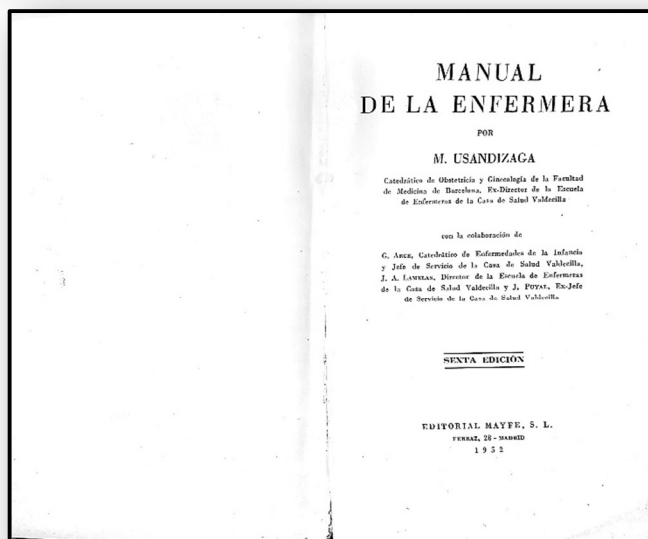 MANUAL
DE LA ENFERMERA
POR
M. USANDIZAGA
Catedrático de Obstetricia y Ginecología de la Facultad
de Medicina de Barcelona, Ex-Director de la Escuela
de Enfermeras de la Casa de Salud Valdecilla
con la colaboración de
G. Arce, Catedrático de Enfermedades de la Infancia
y Jefe de Servicio de la Casa de Salud Valdecilla,
J. A. Lamelas, Director de la Escuela de Enfermeras
de la Casa de Salud Valdecilla y J. Puyal, Ex-Jefe
de Servicio de la Casa de Salud Valdecilla
SEXTA EDICIÓN
EDITORIAL MAYFE, S. L.
FERRAZ, 28 - MADRID
1952